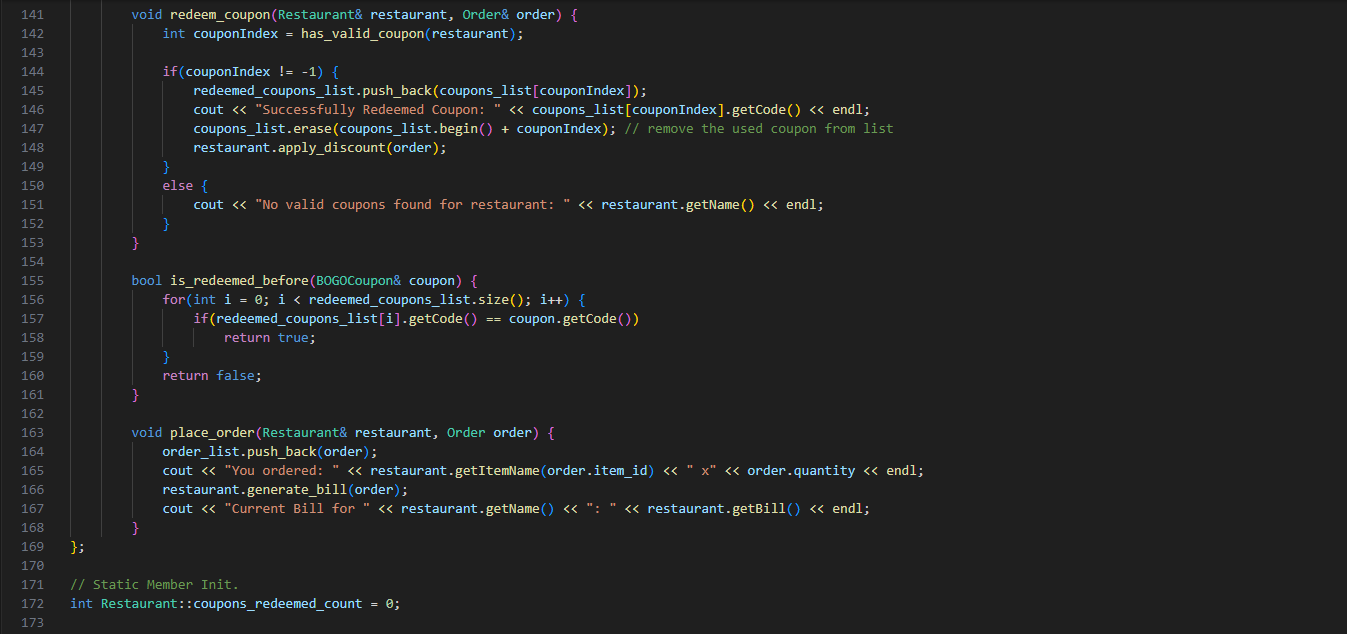 141 void redeem_coupon(Restaurant& restaurant, Order& order) {
142 int couponIndex = has_valid_coupon(restaurant);
143
144 if(couponIndex != -1) {
145 redeemed_coupons_list.push_back(coupons_list[couponIndex]);
146 cout << "Successfully Redeemed Coupon: " << coupons_list[couponIndex].getCode() << endl;
147 coupons_list.erase(coupons_list.begin() + couponIndex); // remove the used coupon from list
148 restaurant.apply_discount(order);
149 }
150 else {
151 cout << "No valid coupons found for restaurant: " << restaurant.getName() << endl;
152 }
153 }
154
155 bool is_redeemed_before(BOGOCoupon& coupon) {
156 for(int i = 0; i < redeemed_coupons_list.size(); i++) {
157 if(redeemed_coupons_list[i].getCode() == coupon.getCode())
158 return true;
159 }
160 return false;
161 }
162
163 void place_order(Restaurant& restaurant, Order order) {
164 order_list.push_back(order);
165 cout << "You ordered: " << restaurant.getItemName(order.item_id) << " x" << order.quantity << endl;
166 restaurant.generate_bill(order);
167 cout << "Current Bill for " << restaurant.getName() << ": " << restaurant.getBill() << endl;
168 }
169 };
170
171 // Static Member Init.
172 int Restaurant::coupons_redeemed_count = 0;
173